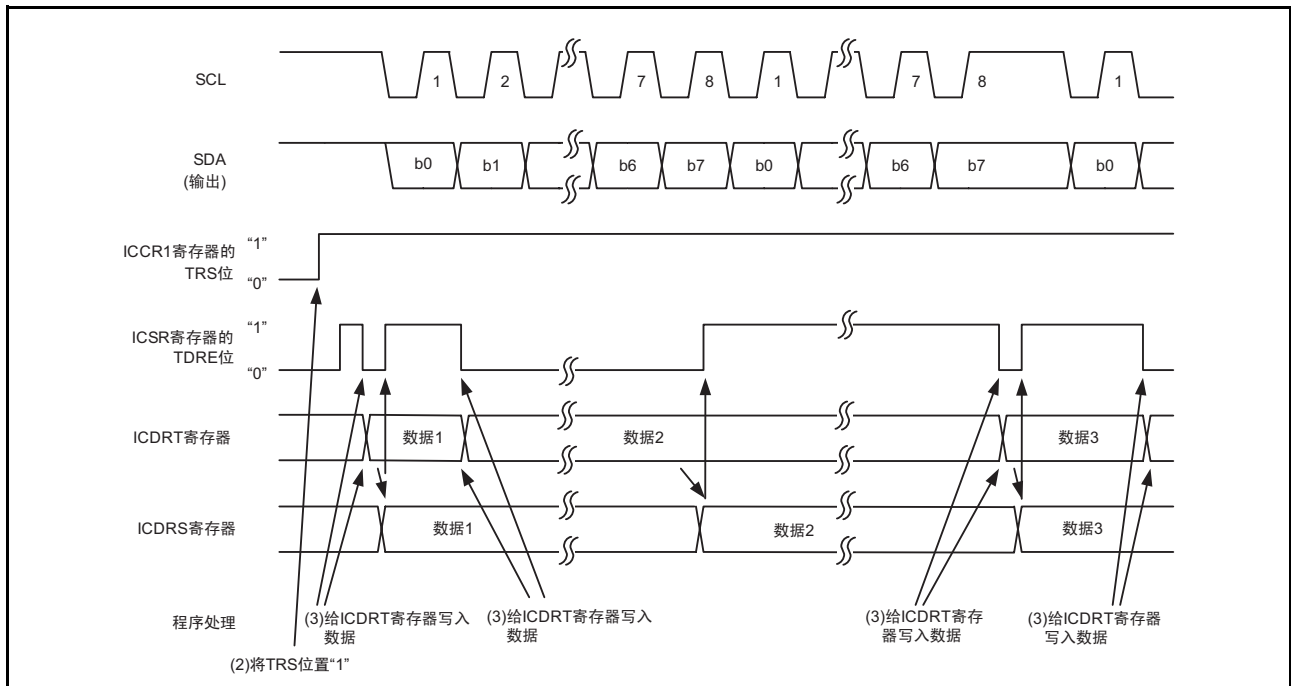 SCL
1 2 7 8 1 7 8 1
SDA
(输出)
b0 b1 b6 b7 b0 b6 b7 b0
ICCR1寄存器的
TRS位
“1”
“0”
ICSR寄存器的
TDRE位
“1”
“0”
ICDRT寄存器
数据1 数据2 数据3
ICDRS寄存器
数据1 数据2 数据3
程序处理
(3)给ICDRT寄存器写入
数据
(3)给ICDRT寄存器写入
数据
(3)给ICDRT寄存
器写入数据
(3)给ICDRT寄存器
写入数据
(2)将TRS位置“1”